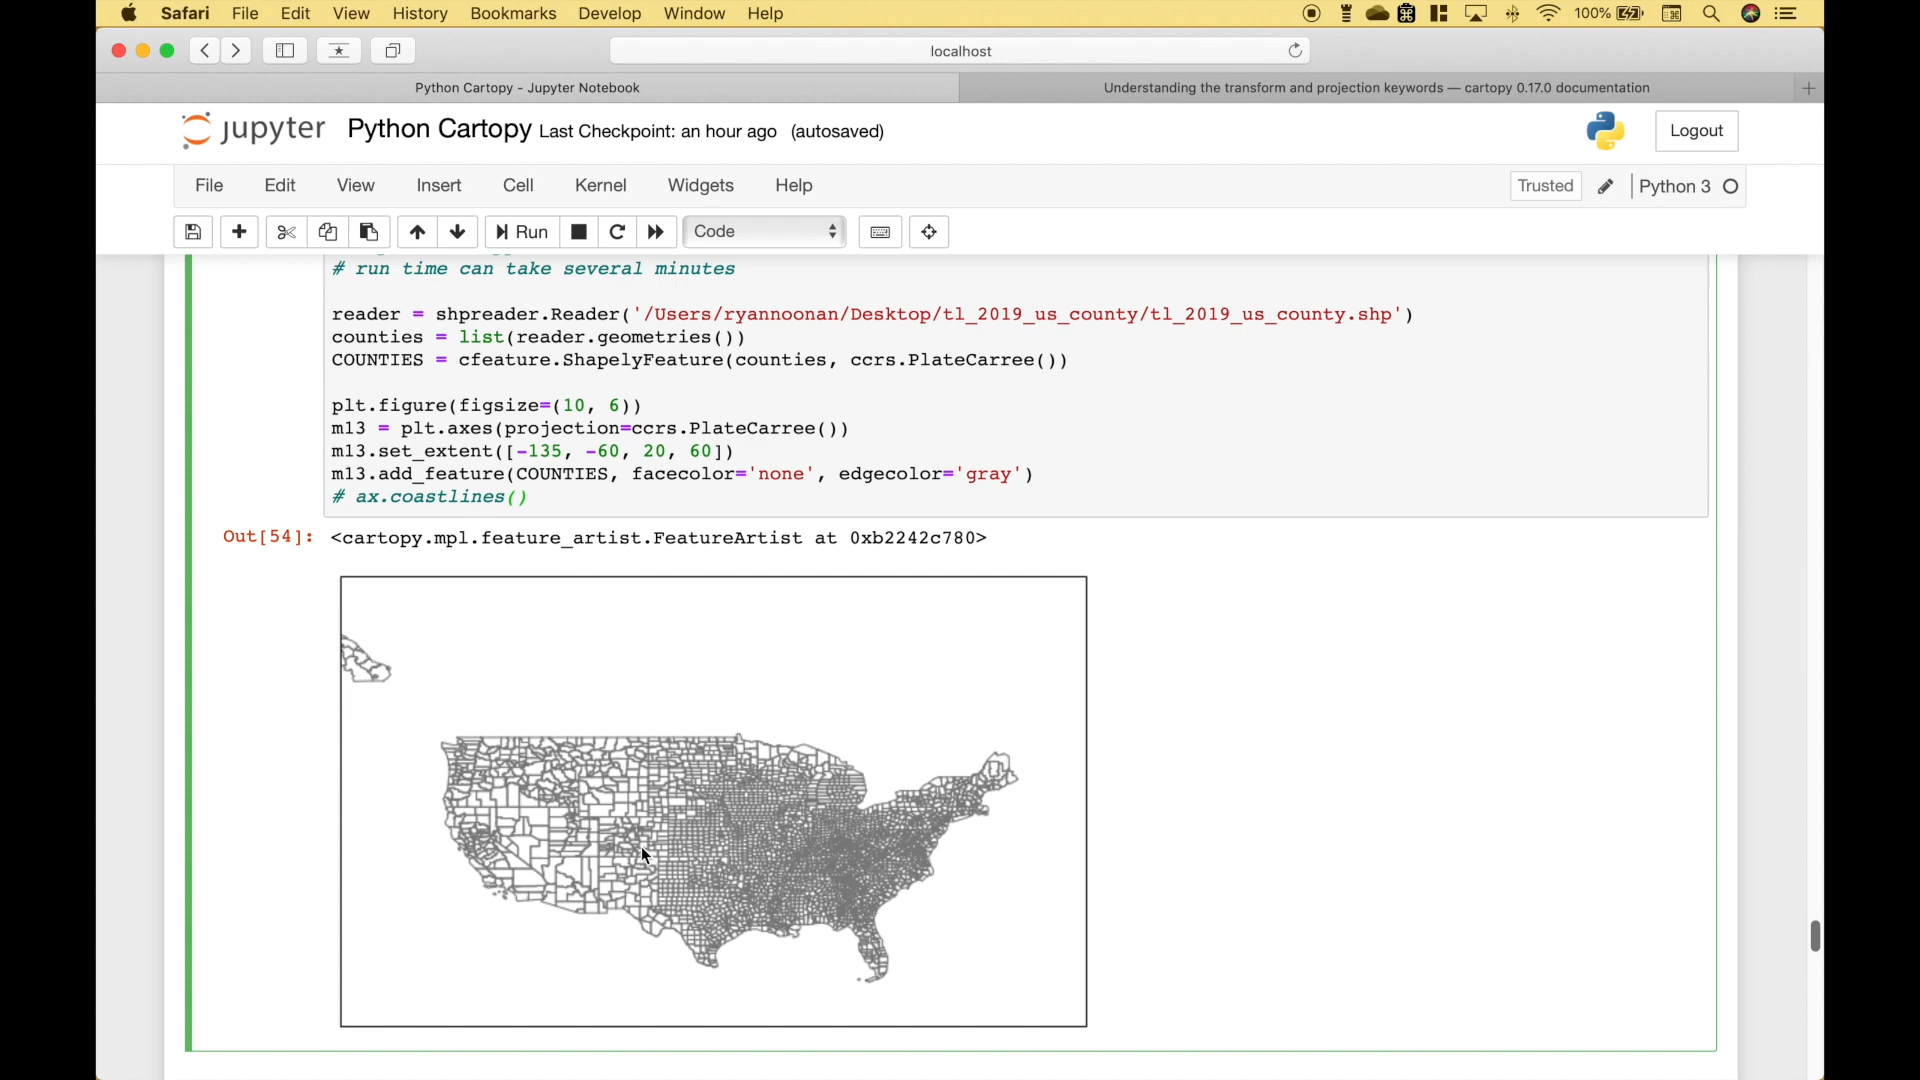 Safari File Edit View History Bookmarks Develop Window Help 100%
localhost
Python Cartopy - Jupyter Notebook
Understanding the transform and projection keywords — cartopy 0.17.0 documentation
jupyter Python Cartopy Last Checkpoint: an hour ago (autosaved)
Logout
File Edit View Insert Cell Kernel Widgets Help
Trusted Python 3
Run Code
# run time can take several minutes
reader = shpreader.Reader('/Users/ryannoonan/Desktop/tl_2019_us_county/tl_2019_us_county.shp')
counties = list(reader.geometries())
COUNTIES = cfeature.ShapelyFeature(counties, ccrs.PlateCarree())
plt.figure(figsize=(10, 6))
m13 = plt.axes(projection=ccrs.PlateCarree())
m13.set_extent([-135, -60, 20, 60])
m13.add_feature(COUNTIES, facecolor='none', edgecolor='gray')
# ax.coastlines()
Out[54]: <cartopy.mpl.feature_artist.FeatureArtist at 0xb2242c780>